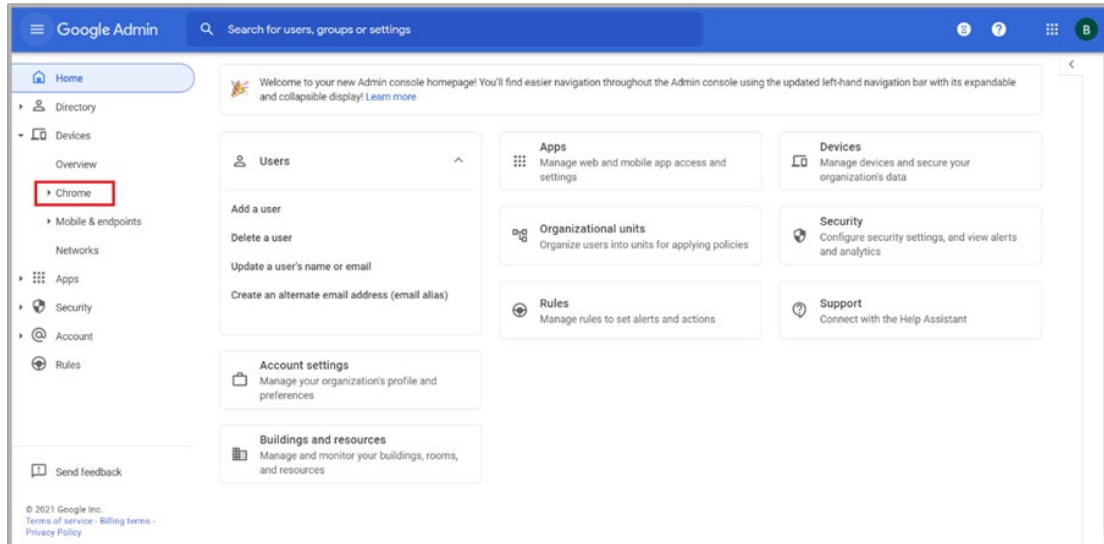 Google Admin
Search for users, groups or settings
B
Home
Directory
Devices
Overview
Chrome
Mobile & endpoints
Networks
Apps
Security
Account
Rules
Send feedback
© 2021 Google Inc.
Terms of service - Billing terms -
Privacy Policy
Welcome to your new Admin console homepage! You'll find easier navigation throughout the Admin console using the updated left-hand navigation bar with its expandable
and collapsible display! Learn more
Users
Add a user
Delete a user
Update a user's name or email
Create an alternate email address (email alias)
Apps
Manage web and mobile app access and
settings
Devices
Manage devices and secure your
organization's data
Organizational units
Organize users into units for applying policies
Security
Configure security settings, and view alerts
and analytics
Rules
Manage rules to set alerts and actions
Support
Connect with the Help Assistant
Account settings
Manage your organization's profile and
preferences
Buildings and resources
Manage and monitor your buildings, rooms,
and resources